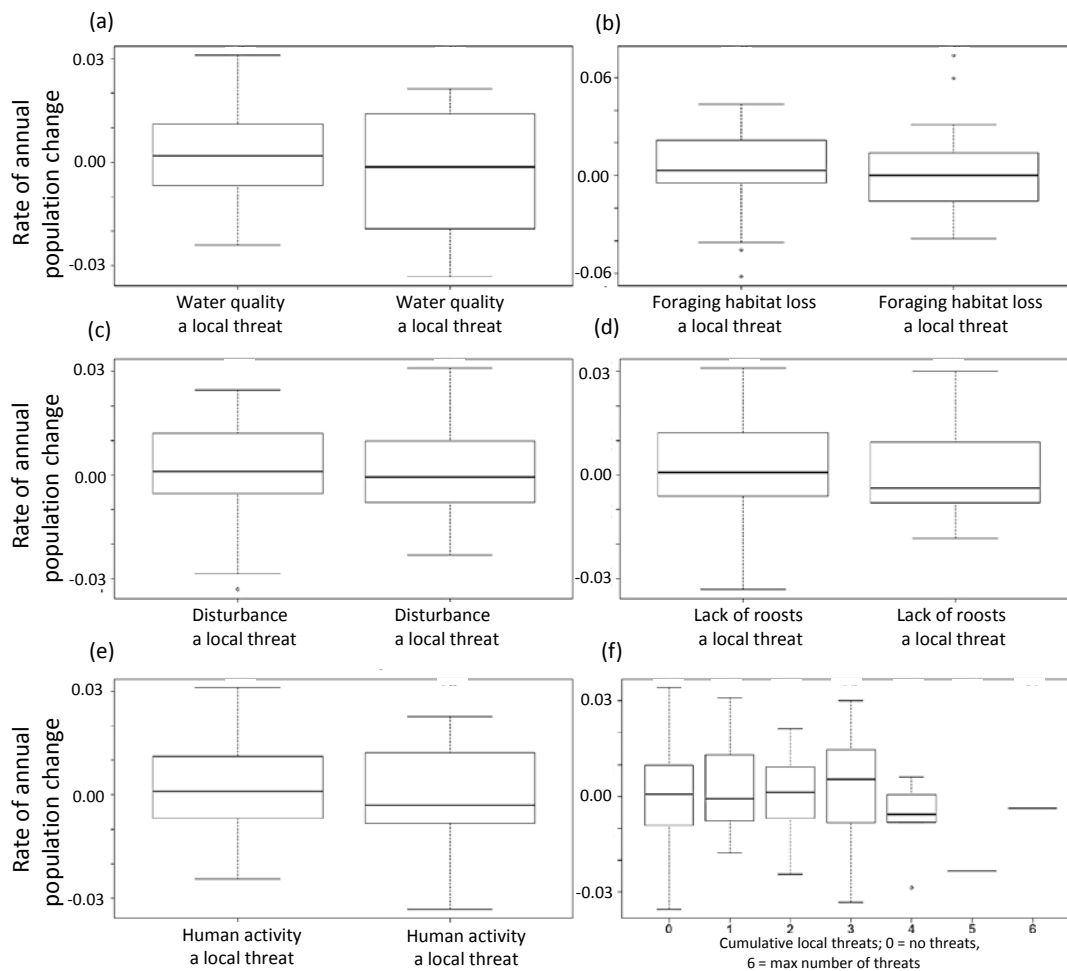 (a)
(b)
Rate of annual
population change
0.03
0.00
-0.03
Water quality
a local threat
Water quality
a local threat
0.06
0.00
-0.06
Foraging habitat loss
a local threat
Foraging habitat loss
a local threat
(c)
(d)
Rate of annual
population change
0.03
0.00
-0.03
Disturbance
a local threat
Disturbance
a local threat
0.03
0.00
-0.03
Lack of roosts
a local threat
Lack of roosts
a local threat
(e)
(f)
Rate of annual
population change
0.03
0.00
-0.03
Human activity
a local threat
Human activity
a local threat
0.03
0.00
-0.03
0 1 2 3 4 5 6
Cumulative local threats; 0 = no threats,
6 = max number of threats